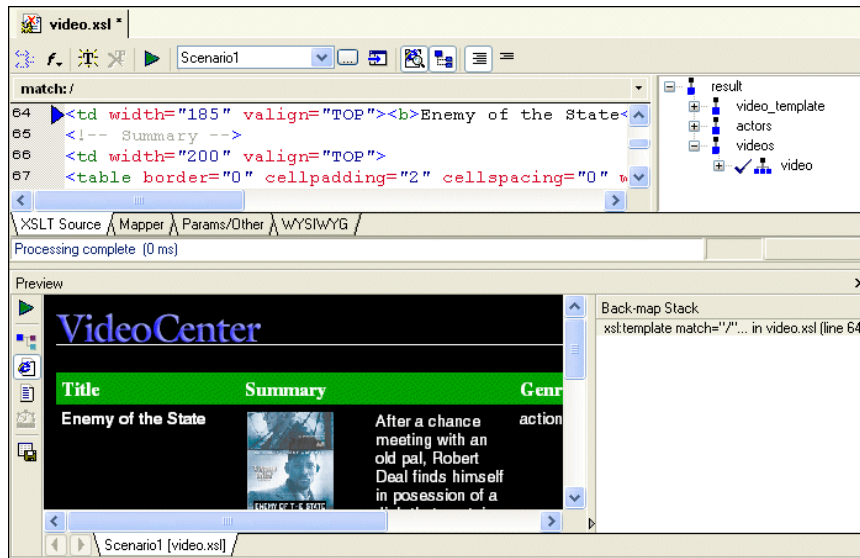 video.xsl *
Scenario1
match: /
64 <td width="185" valign="TOP"><b>Enemy of the State<
65 <!-- Summary -->
66 <td width="200" valign="TOP">
67 <table border="0" cellpadding="2" cellspacing="0" w
result
video_template
actors
videos
video
XSLT Source Mapper Params/Other WYSIWYG
Processing complete (0 ms)
Preview
VideoCenter
Title Summary Genr
Enemy of the State
ENEMY OF THE STATE
After a chance
meeting with an
old pal, Robert
Deal finds himself
in posession of a
action
Back-map Stack
xsl:template match="/"... in video.xsl (line 64
Scenario1 [video.xsl]